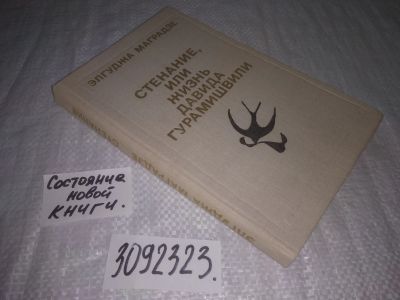 ЭЛГУДЖА МАГРАДЗЕ
СТЕНАНИЕ,
ИЛИ
ЖИЗНЬ
ДАВИДА
ГУРАМИШВИЛИ
Состояние
новой
книги.
3092323.